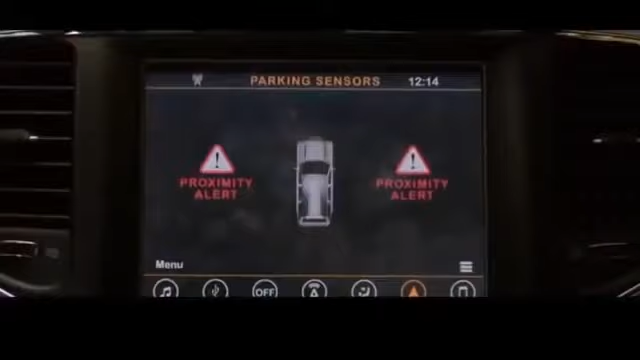 PARKING SENSORS 12:14
PROXIMITY
ALERT
PROXIMITY
ALERT
Menu
OFF